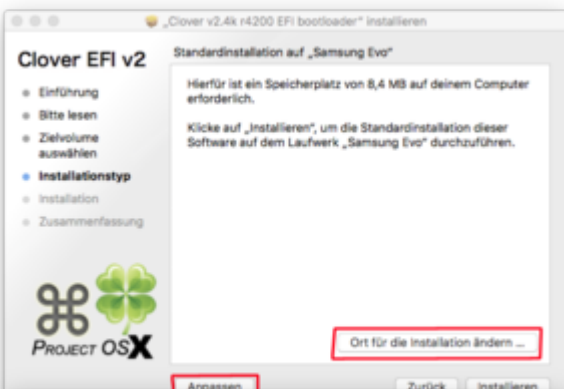 „Clover v2.4k r4200 EFI bootloader" installieren
Clover EFI v2
Standardinstallation auf „Samsung Evo"
Einführung
Bitte lesen
Zielvolume
auswählen
Installationstyp
Installation
Zusammenfassung
Hierfür ist ein Speicherplatz von 8,4 MB auf deinem Computer
erforderlich.
Klicke auf „Installieren", um die Standardinstallation dieser
Software auf dem Laufwerk „Samsung Evo" durchzuführen.
PROJECT OSX
Ort für die Installation ändern ...
Anpassen
Zurück
Installieren